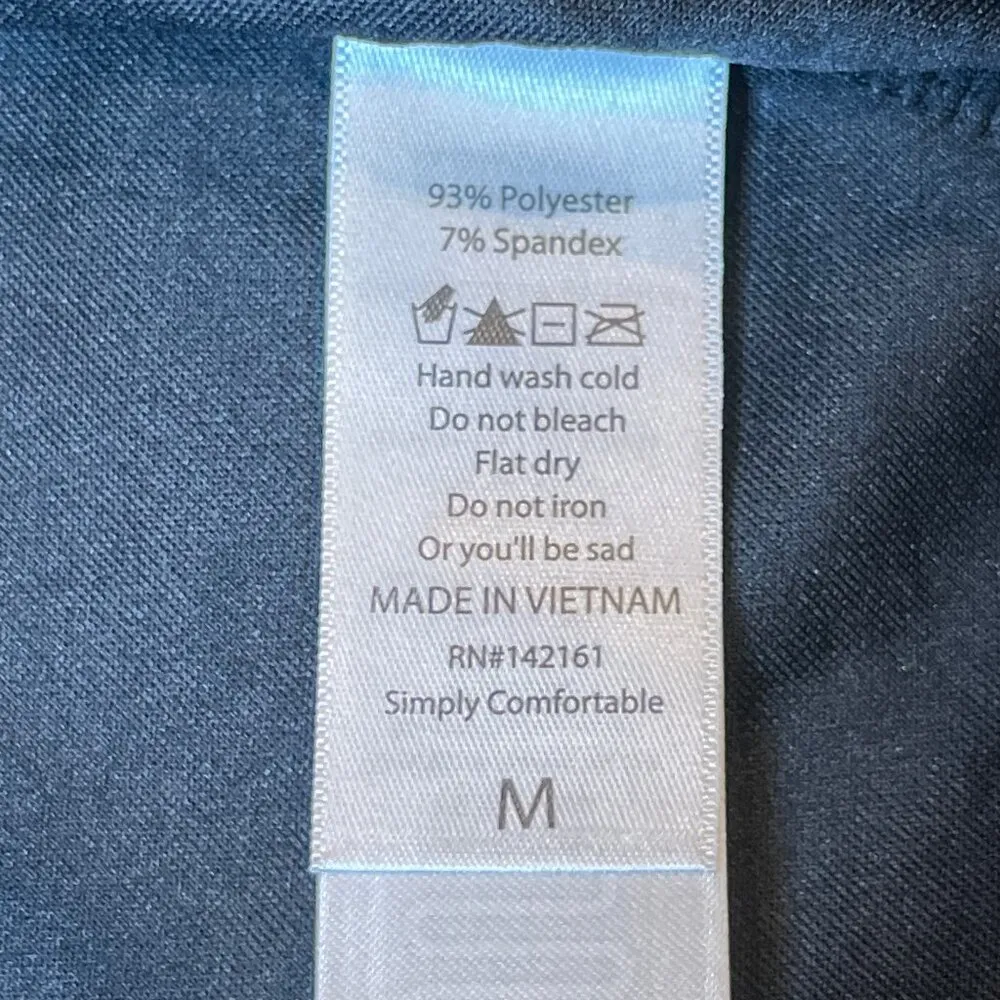 93% Polyester
7% Spandex
Hand wash cold
Do not bleach
Flat dry
Do not iron
Or you'll be sad
MADE IN VIETNAM
RN#142161
Simply Comfortable
M